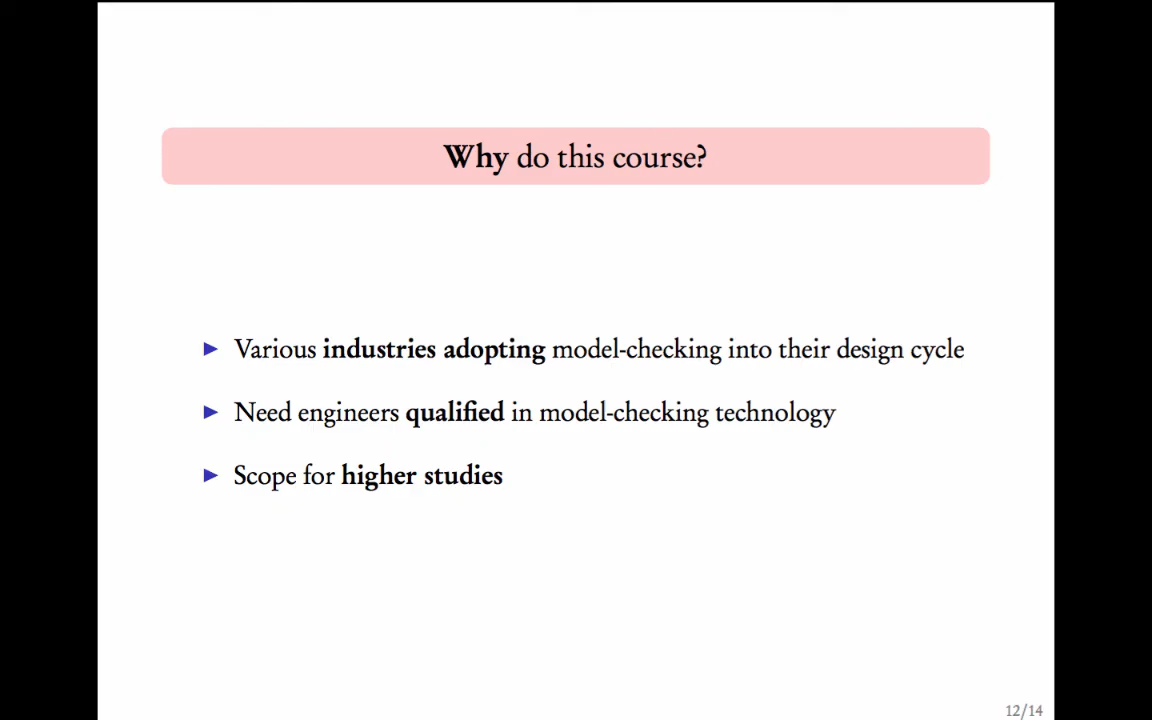 Why do this course?
▶ Various industries adopting model-checking into their design cycle
▶ Need engineers qualified in model-checking technology
▶ Scope for higher studies
12/14